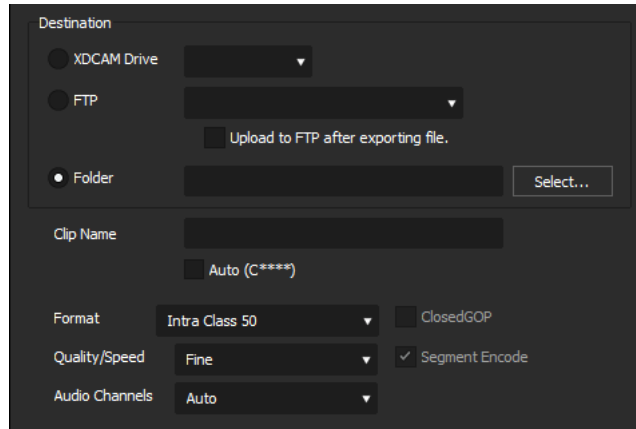 Destination
XDCAM Drive
FTP
Upload to FTP after exporting file.
Folder
Select...
Clip Name
Auto (C****)
Format Intra Class 50 ClosedGOP
Quality/Speed Fine Segment Encode
Audio Channels Auto